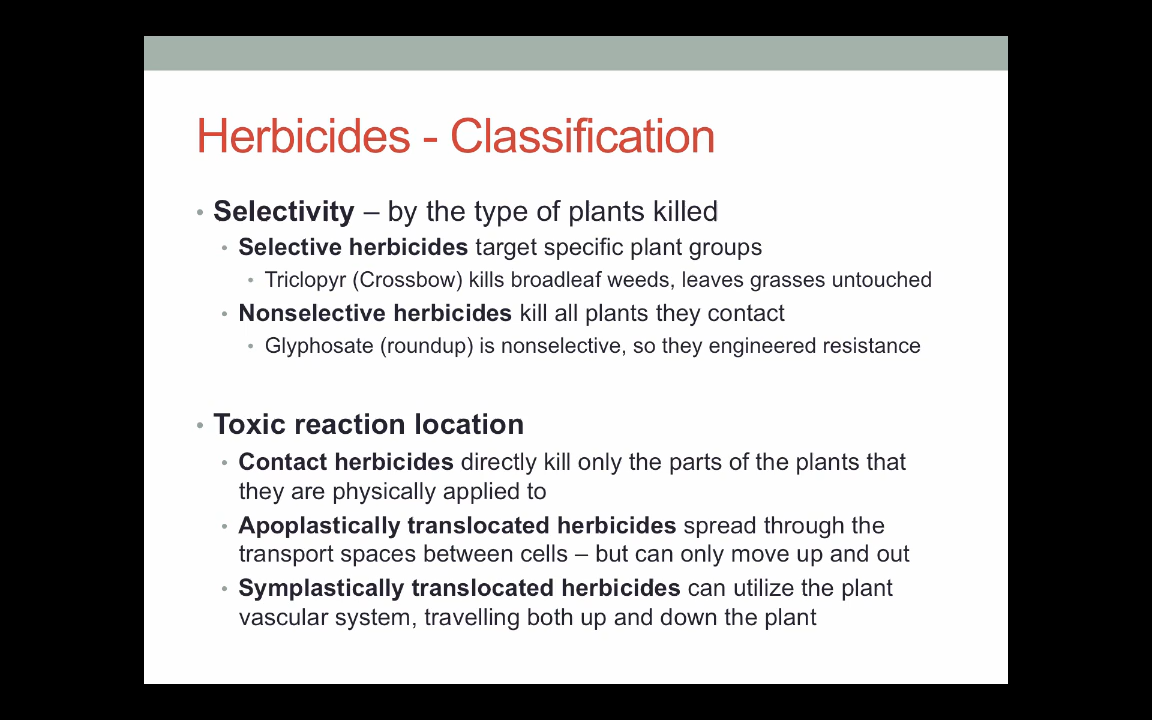 Herbicides - Classification
• Selectivity – by the type of plants killed
• Selective herbicides target specific plant groups
• Triclopyr (Crossbow) kills broadleaf weeds, leaves grasses untouched
• Nonselective herbicides kill all plants they contact
• Glyphosate (roundup) is nonselective, so they engineered resistance
• Toxic reaction location
• Contact herbicides directly kill only the parts of the plants that
they are physically applied to
• Apoplastically translocated herbicides spread through the
transport spaces between cells – but can only move up and out
• Symplastically translocated herbicides can utilize the plant
vascular system, travelling both up and down the plant